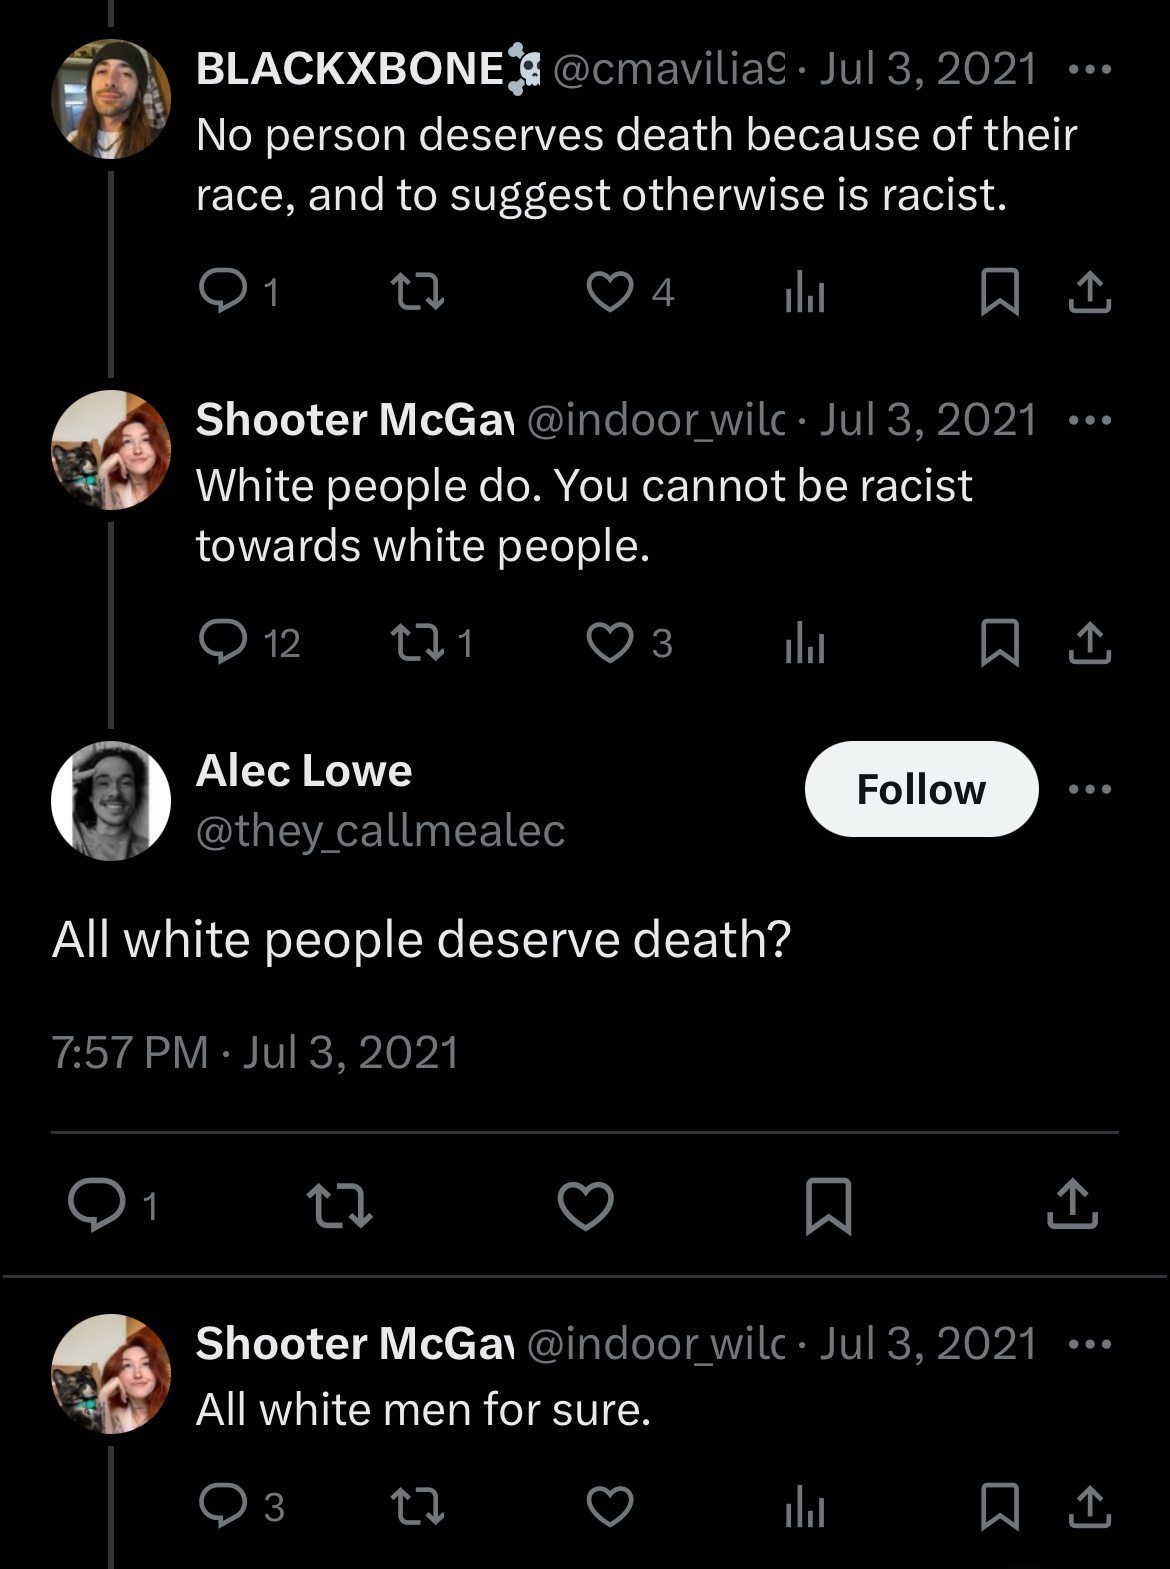 BLACKXBONE☠️ @cmavilia9 · Jul 3, 2021
No person deserves death because of their
race, and to suggest otherwise is racist.
1 4
Shooter McGav @indoor_wilc · Jul 3, 2021
White people do. You cannot be racist
towards white people.
12 1 3
Alec Lowe
Follow
@they_callmealec
All white people deserve death?
7:57 PM · Jul 3, 2021
1
Shooter McGav @indoor_wilc · Jul 3, 2021
All white men for sure.
3